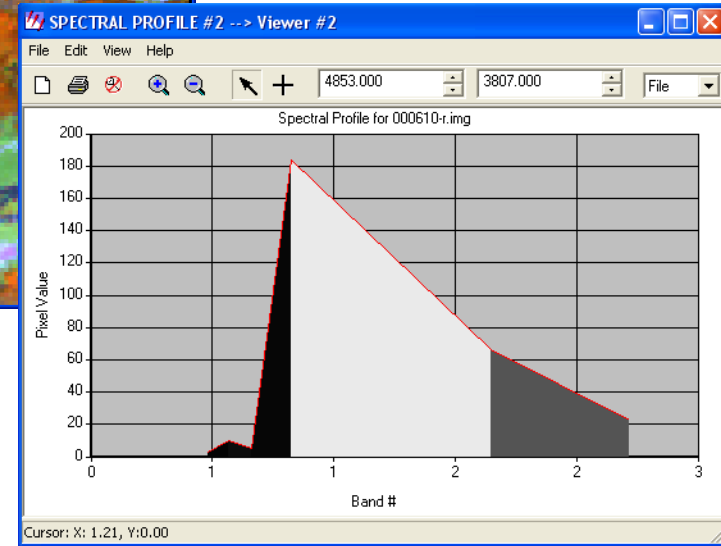 SPECTRAL PROFILE #2 --> Viewer #2
File Edit View Help
4853.000 3807.000 File
Spectral Profile for 000610-r.img
200
180
160
140
120
100
80
60
40
20
0
Pixel Value
0 1 1 2 2 3
Band #
Cursor: X: 1.21, Y:0.00